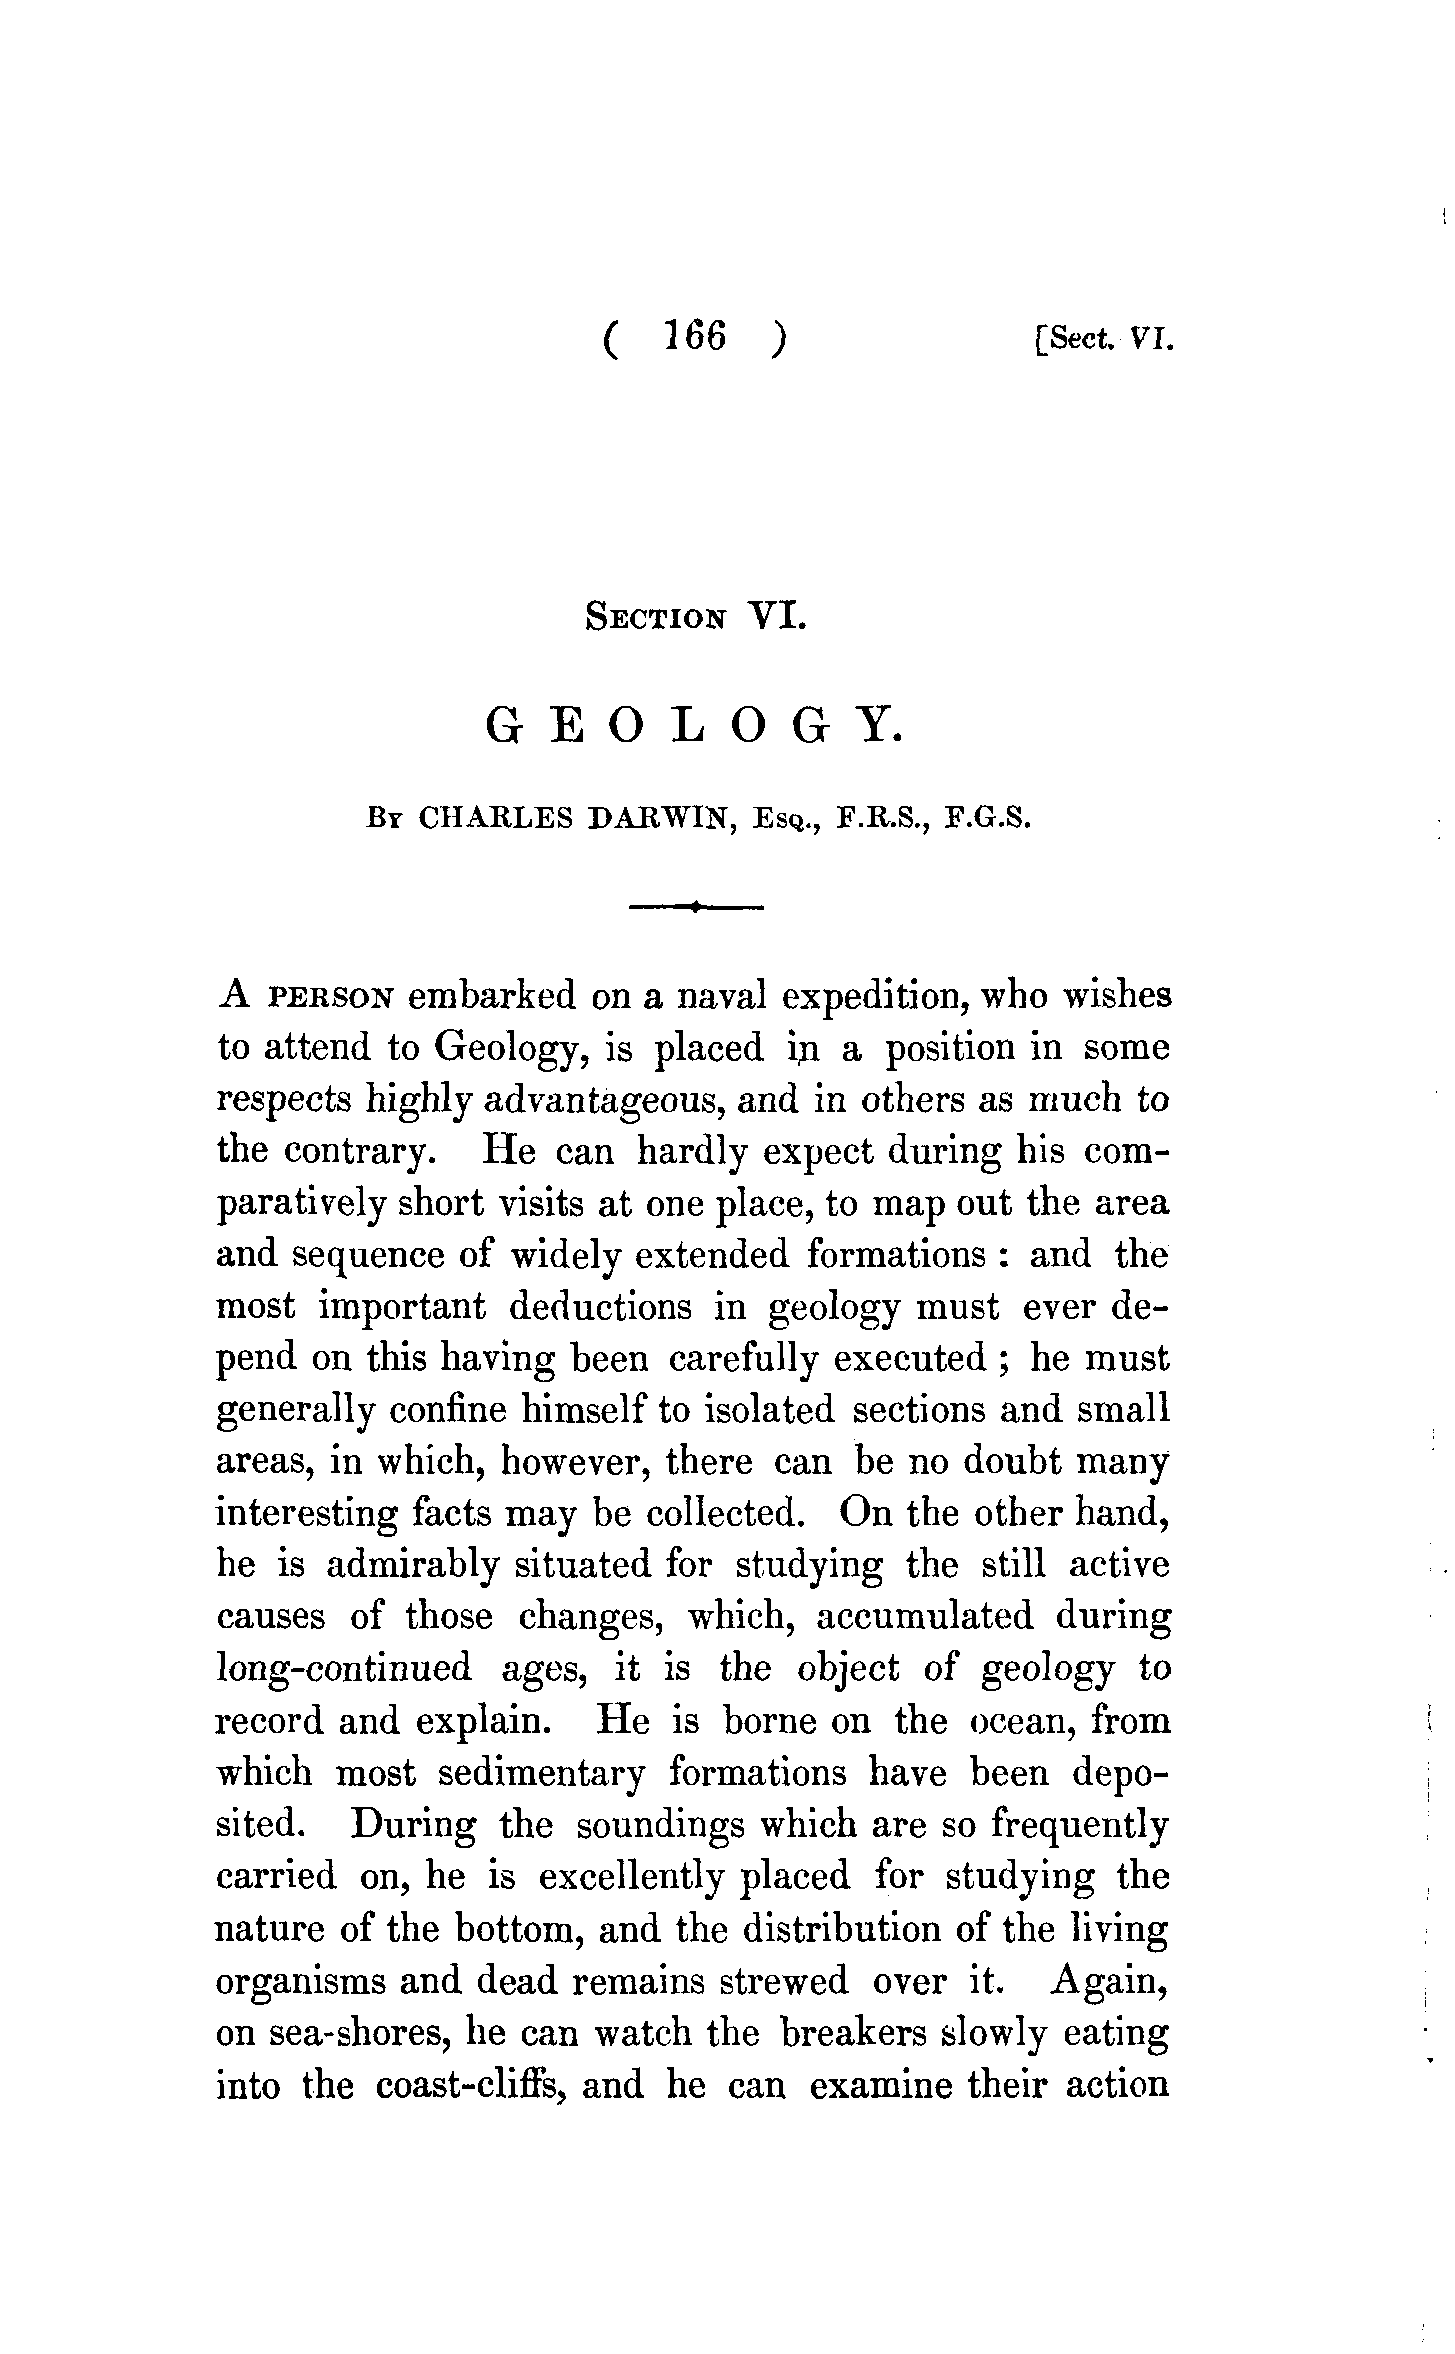 ( 166 ) [Sect. VI.
SECTION VI.
GEOLOGY.
BY CHARLES DARWIN, ESQ., F.R.S., F.G.S.
A PERSON embarked on a naval expedition, who wishes
to attend to Geology, is placed in a position in some
respects highly advantageous, and in others as much to
the contrary. He can hardly expect during his com-
paratively short visits at one place, to map out the area
and sequence of widely extended formations : and the
most important deductions in geology must ever de-
pend on this having been carefully executed ; he must
generally confine himself to isolated sections and small
areas, in which, however, there can be no doubt many
interesting facts may be collected. On the other hand,
he is admirably situated for studying the still active
causes of those changes, which, accumulated during
long-continued ages, it is the object of geology to
record and explain. He is borne on the ocean, from
which most sedimentary formations have been depo-
sited. During the soundings which are so frequently
carried on, he is excellently placed for studying the
nature of the bottom, and the distribution of the living
organisms and dead remains strewed over it. Again,
on sea-shores, he can watch the breakers slowly eating
into the coast-cliffs, and he can examine their action